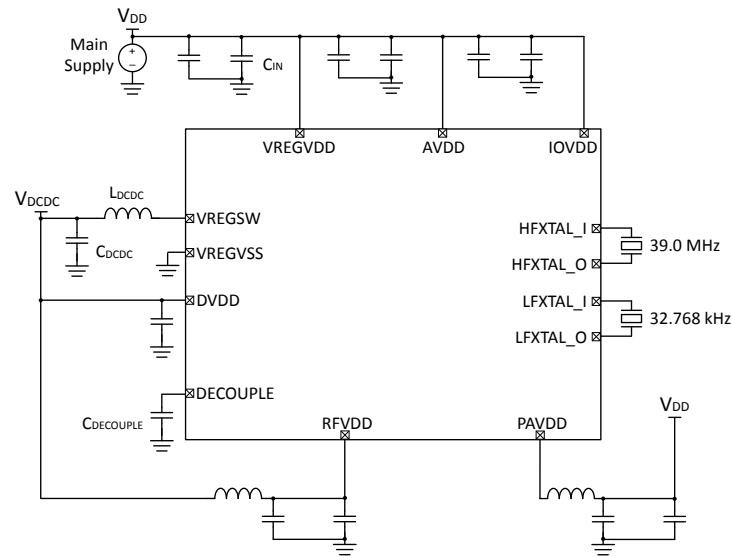 VDD
Main
Supply
+
−
CIN
VREGVDD
AVDD
IOVDD
VDCDC
LDCDC
VREGSW
HFXTAL_I
CDCDC
VREGVSS
39.0 MHz
HFXTAL_O
DVDD
LFXTAL_I
32.768 kHz
LFXTAL_O
DECOUPLE
CDECOUPLE
RFVDD
PAVDD
VDD